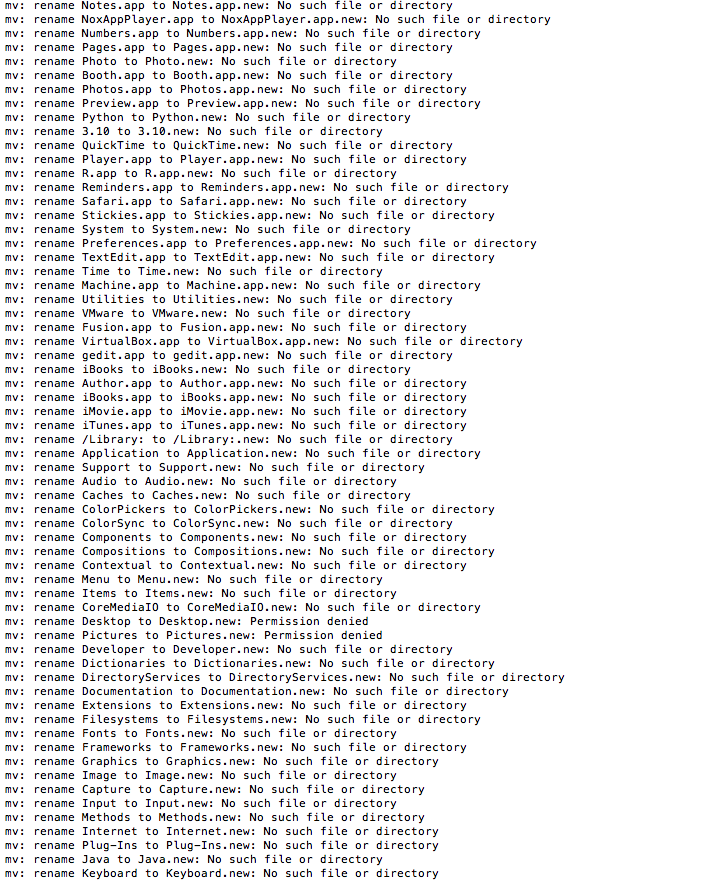 mv: rename Notes.app to Notes.app.new: No such file or directory
mv: rename NoxAppPlayer.app to NoxAppPlayer.app.new: No such file or directory
mv: rename Numbers.app to Numbers.app.new: No such file or directory
mv: rename Pages.app to Pages.app.new: No such file or directory
mv: rename Photo to Photo.new: No such file or directory
mv: rename Booth.app to Booth.app.new: No such file or directory
mv: rename Photos.app to Photos.app.new: No such file or directory
mv: rename Preview.app to Preview.app.new: No such file or directory
mv: rename Python to Python.new: No such file or directory
mv: rename 3.10 to 3.10.new: No such file or directory
mv: rename QuickTime to QuickTime.new: No such file or directory
mv: rename Player.app to Player.app.new: No such file or directory
mv: rename R.app to R.app.new: No such file or directory
mv: rename Reminders.app to Reminders.app.new: No such file or directory
mv: rename Safari.app to Safari.app.new: No such file or directory
mv: rename Stickies.app to Stickies.app.new: No such file or directory
mv: rename System to System.new: No such file or directory
mv: rename Preferences.app to Preferences.app.new: No such file or directory
mv: rename TextEdit.app to TextEdit.app.new: No such file or directory
mv: rename Time to Time.new: No such file or directory
mv: rename Machine.app to Machine.app.new: No such file or directory
mv: rename Utilities to Utilities.new: No such file or directory
mv: rename VMware to VMware.new: No such file or directory
mv: rename Fusion.app to Fusion.app.new: No such file or directory
mv: rename VirtualBox.app to VirtualBox.app.new: No such file or directory
mv: rename gedit.app to gedit.app.new: No such file or directory
mv: rename iBooks to iBooks.new: No such file or directory
mv: rename Author.app to Author.app.new: No such file or directory
mv: rename iBooks.app to iBooks.app.new: No such file or directory
mv: rename iMovie.app to iMovie.app.new: No such file or directory
mv: rename iTunes.app to iTunes.app.new: No such file or directory
mv: rename /Library: to /Library:.new: No such file or directory
mv: rename Application to Application.new: No such file or directory
mv: rename Support to Support.new: No such file or directory
mv: rename Audio to Audio.new: No such file or directory
mv: rename Caches to Caches.new: No such file or directory
mv: rename ColorPickers to ColorPickers.new: No such file or directory
mv: rename ColorSync to ColorSync.new: No such file or directory
mv: rename Components to Components.new: No such file or directory
mv: rename Compositions to Compositions.new: No such file or directory
mv: rename Contextual to Contextual.new: No such file or directory
mv: rename Menu to Menu.new: No such file or directory
mv: rename Items to Items.new: No such file or directory
mv: rename CoreMediaIO to CoreMediaIO.new: No such file or directory
mv: rename Desktop to Desktop.new: Permission denied
mv: rename Pictures to Pictures.new: Permission denied
mv: rename Developer to Developer.new: No such file or directory
mv: rename Dictionaries to Dictionaries.new: No such file or directory
mv: rename DirectoryServices to DirectoryServices.new: No such file or directory
mv: rename Documentation to Documentation.new: No such file or directory
mv: rename Extensions to Extensions.new: No such file or directory
mv: rename Filesystems to Filesystems.new: No such file or directory
mv: rename Fonts to Fonts.new: No such file or directory
mv: rename Frameworks to Frameworks.new: No such file or directory
mv: rename Graphics to Graphics.new: No such file or directory
mv: rename Image to Image.new: No such file or directory
mv: rename Capture to Capture.new: No such file or directory
mv: rename Input to Input.new: No such file or directory
mv: rename Methods to Methods.new: No such file or directory
mv: rename Internet to Internet.new: No such file or directory
mv: rename Plug-Ins to Plug-Ins.new: No such file or directory
mv: rename Java to Java.new: No such file or directory
mv: rename Keyboard to Keyboard.new: No such file or directory